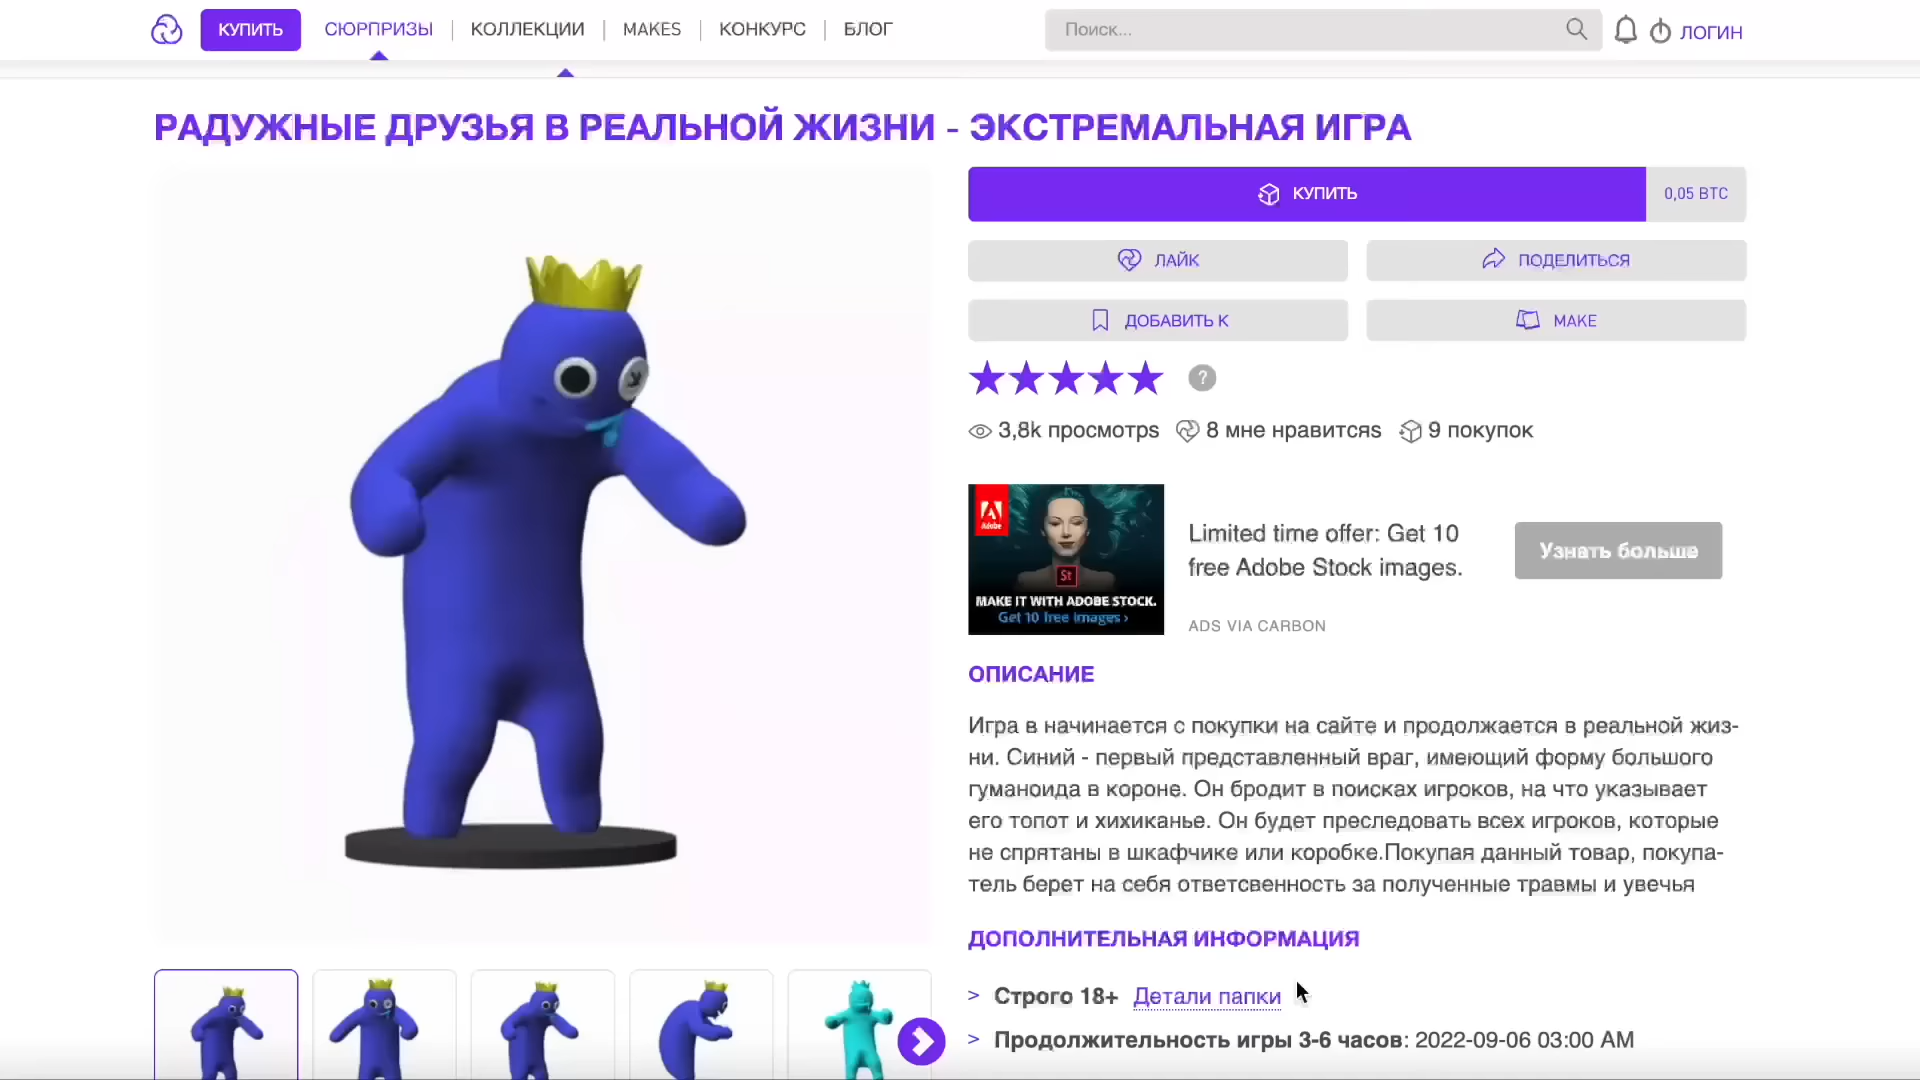 КУПИТЬ СЮРПРИЗЫ КОЛЛЕКЦИИ MAKES КОНКУРС БЛОГ Поиск... ЛОГИН
РАДУЖНЫЕ ДРУЗЬЯ В РЕАЛЬНОЙ ЖИЗНИ - ЭКСТРЕМАЛЬНАЯ ИГРА
КУПИТЬ 0,05 BTC
ЛАЙК ПОДЕЛИТЬСЯ
ДОБАВИТЬ К MAKE
?
3,8k просмотрs 8 мне нравитсяs 9 покупок
Adobe
St
MAKE IT WITH ADOBE STOCK.
Get 10 free images ›
Limited time offer: Get 10
free Adobe Stock images.
Узнать больше
ADS VIA CARBON
ОПИСАНИЕ
Игра в начинается с покупки на сайте и продолжается в реальной жиз-
ни. Синий - первый представленный враг, имеющий форму большого
гуманоида в короне. Он бродит в поисках игроков, на что указывает
его топот и хихиканье. Он будет преследовать всех игроков, которые
не спрятаны в шкафчике или коробке.Покупая данный товар, покупа-
тель берет на себя ответсвенность за полученные травмы и увечья
ДОПОЛНИТЕЛЬНАЯ ИНФОРМАЦИЯ
> Строго 18+ Детали папки
> Продолжительность игры 3-6 часов: 2022-09-06 03:00 AM